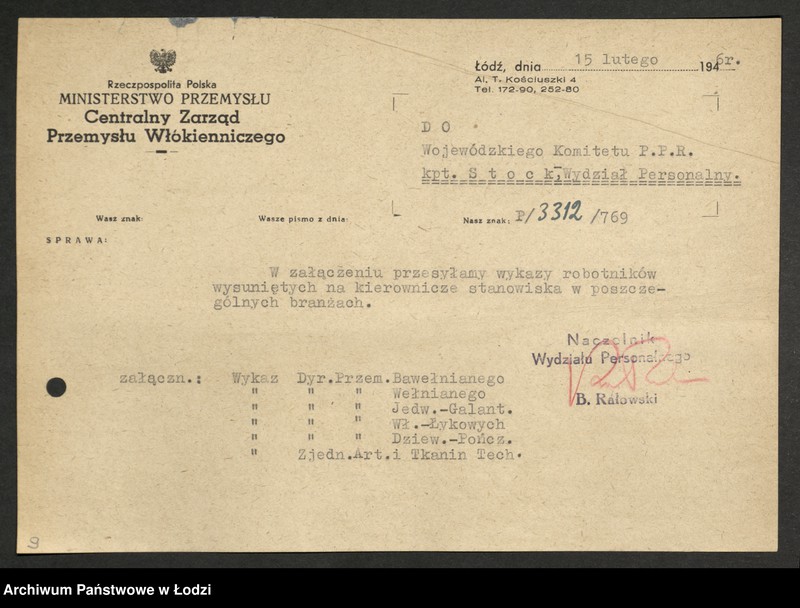 Rzeczpospolita Polska
MINISTERSTWO PRZEMYSŁU
Centralny Zarząd
Przemysłu Włókienniczego
Łódź, dnia 15 lutego 1946r.
Al. T. Kościuszki 4
Tel. 172-90, 252-80
D O
Wojewódzkiego Komitetu P.P.R.
kpt. S t o c k, Wydział Personalny.
Wasz znak: Wasze pismo z dnia: Nasz znak: P/3312/769
SPRAWA:
W załączeniu przesyłamy wykazy robotników
wysuniętych na kierownicze stanowiska w poszcze-
gólnych branżach.
Naczelnik
Wydziału Personalnego
B. Ratowski
załączn.: Wykaz Dyr.Przem.Bawełnianego
" " " Wełnianego
" " " Jedw.-Galant.
" " " Wł.-Łykowych
" " " Dziew.-Pończ.
" Zjedn.Art.i Tkanin Tech.
9
Archiwum Państwowe w Łodzi